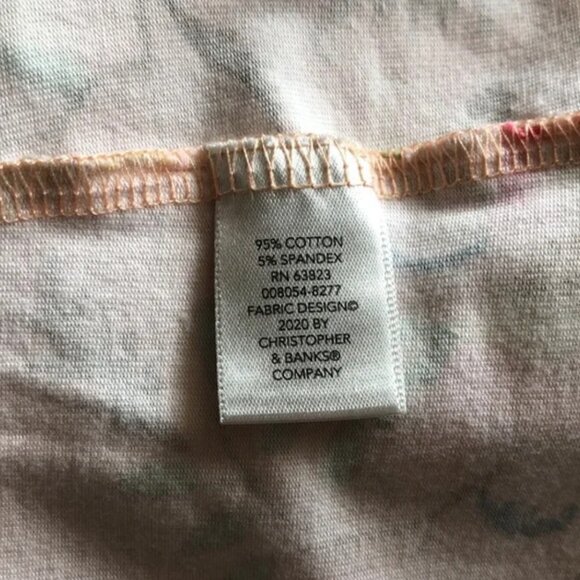 95% COTTON
5% SPANDEX
RN 63823
008054-8277
FABRIC DESIGN©
2020 BY
CHRISTOPHER
& BANKS®
COMPANY